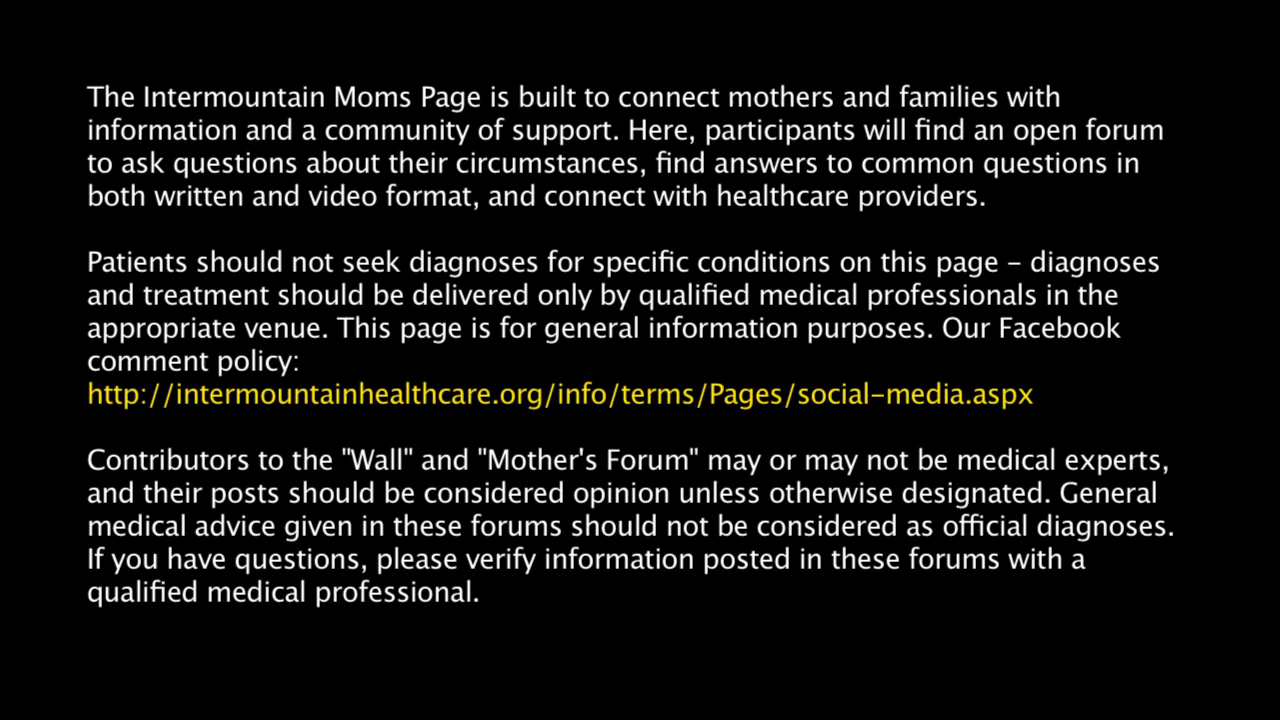 The Intermountain Moms Page is built to connect mothers and families with
information and a community of support. Here, participants will find an open forum
to ask questions about their circumstances, find answers to common questions in
both written and video format, and connect with healthcare providers.
Patients should not seek diagnoses for specific conditions on this page – diagnoses
and treatment should be delivered only by qualified medical professionals in the
appropriate venue. This page is for general information purposes. Our Facebook
comment policy:
http://intermountainhealthcare.org/info/terms/Pages/social-media.aspx
Contributors to the "Wall" and "Mother's Forum" may or may not be medical experts,
and their posts should be considered opinion unless otherwise designated. General
medical advice given in these forums should not be considered as official diagnoses.
If you have questions, please verify information posted in these forums with a
qualified medical professional.